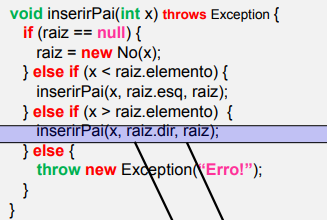 void inserirPai(int x) throws Exception {
if (raiz == null) {
raiz = new No(x);
} else if (x < raiz.elemento) {
inserirPai(x, raiz.esq, raiz);
} else if (x > raiz.elemento) {
inserirPai(x, raiz.dir, raiz);
} else {
throw new Exception(“Erro!”);
}
}